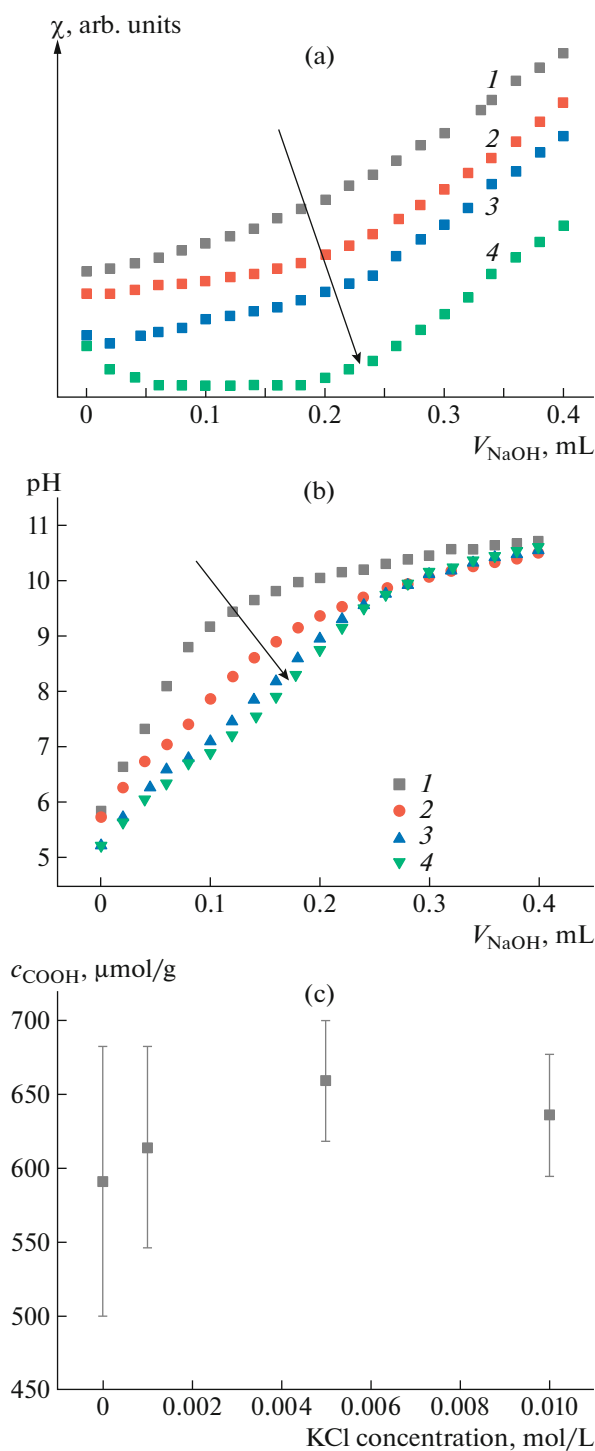 χ, arb. units
(a)
1
2
3
4
0 0.1 0.2 0.3 0.4
V_NaOH, mL
pH
(b)
11
10
9
8
7
6
5
1
2
3
4
0 0.1 0.2 0.3 0.4
V_NaOH, mL
c_COOH, μmol/g
(c)
700
650
600
550
500
450
0 0.002 0.004 0.006 0.008 0.010
KCl concentration, mol/L